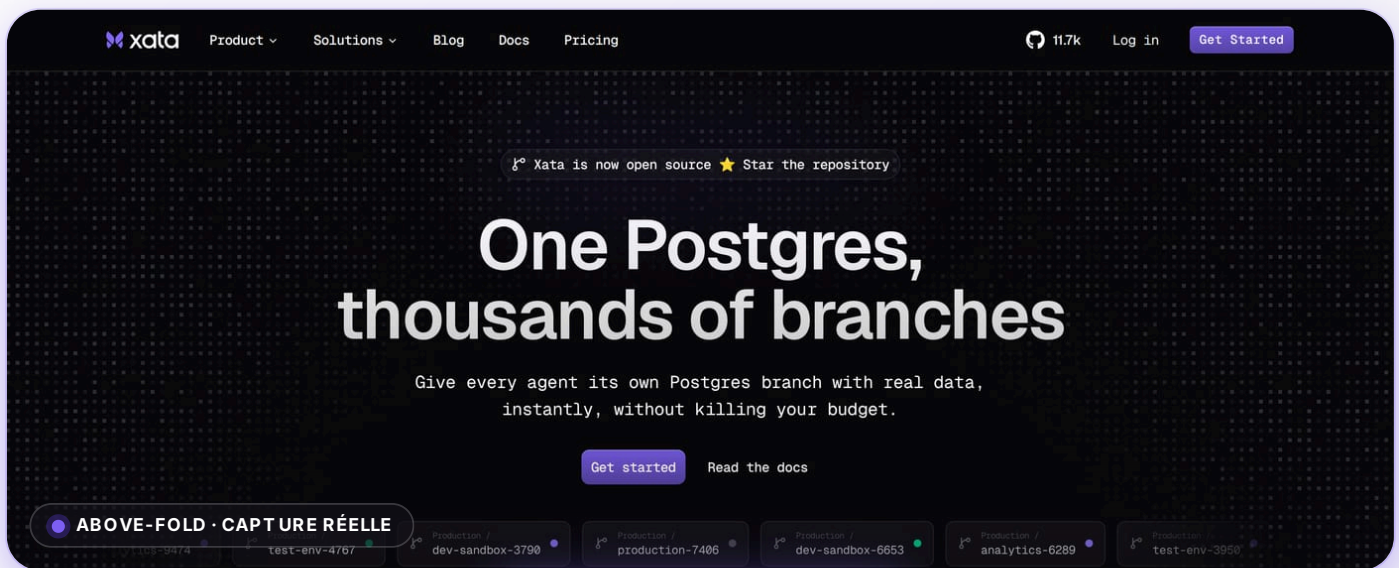 xata
Product
Solutions
Blog
Docs
Pricing
11.7k
Log in
Get Started
Xata is now open source ⭐ Star the repository
One Postgres,
thousands of branches
Give every agent its own Postgres branch with real data,
instantly, without killing your budget.
Get started
Read the docs
ABOVE-FOLD · CAPTURE RÉELLE
Production /
test-env-4767
Production /
dev-sandbox-3790
Production /
production-7406
Production /
dev-sandbox-6653
Production /
analytics-6289
Production /
test-env-3950